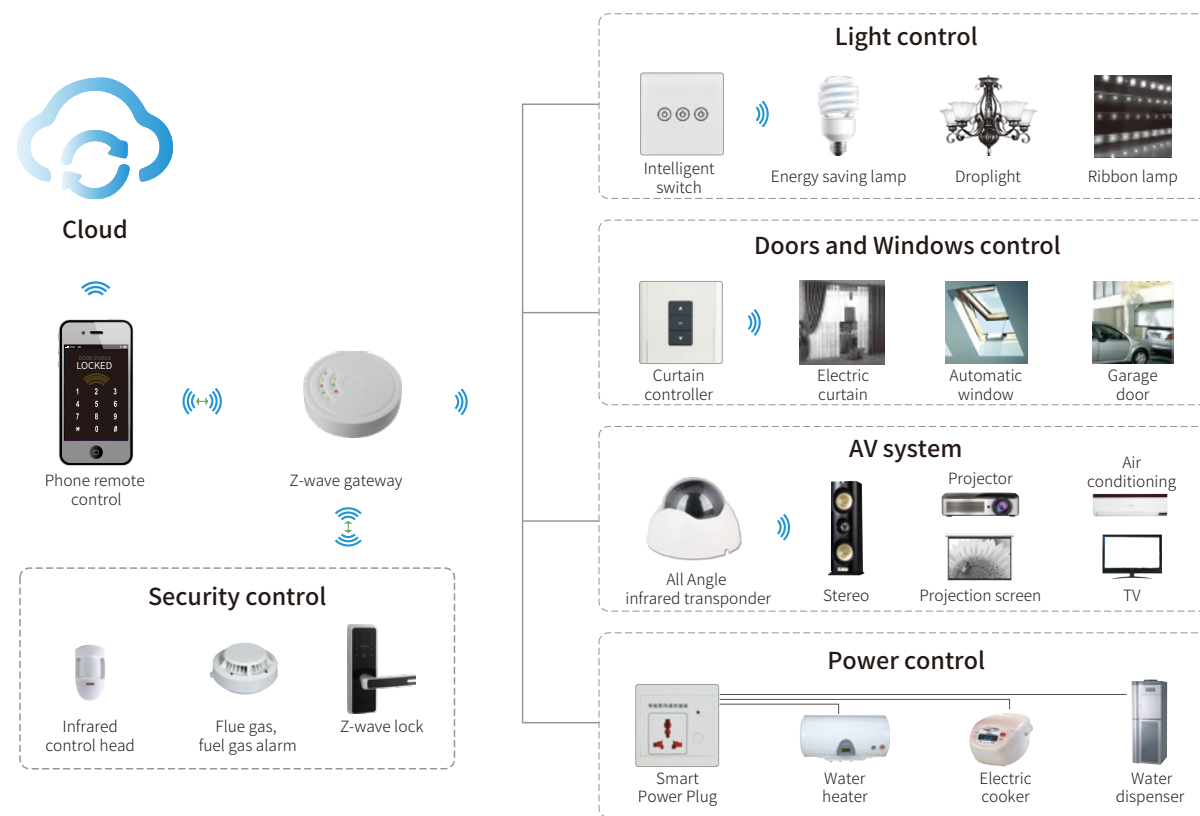 Cloud
DOOR STATUS
LOCKED
1 2 3
4 5 6
7 8 9
* 0 #
Phone remote
control
Z-wave gateway
Security control
Infrared
control head
Flue gas,
fuel gas alarm
Z-wave lock
Light control
Intelligent
switch
Energy saving lamp
Droplight
Ribbon lamp
Doors and Windows control
Curtain
controller
Electric
curtain
Automatic
window
Garage
door
AV system
All Angle
infrared transponder
Stereo
Projector
Projection screen
Air
conditioning
TV
Power control
Smart
Power Plug
Water
heater
Electric
cooker
Water
dispenser